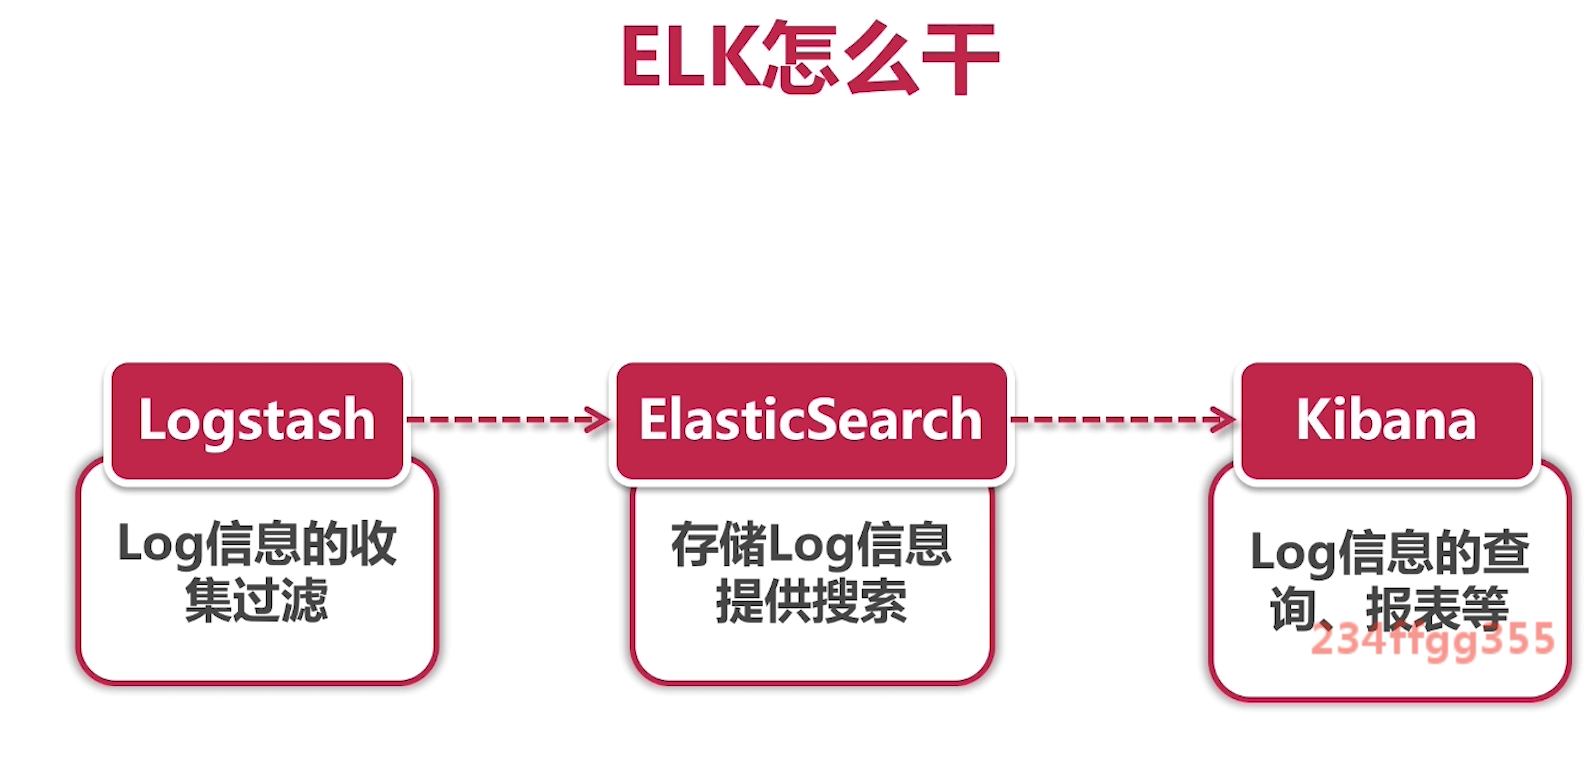 ELK怎么干
Logstash
Log信息的收
集过滤
ElasticSearch
存储Log信息
提供搜索
Kibana
Log信息的查
询、报表等
234ffgg355